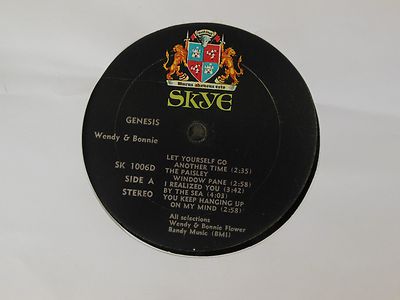 SKYE
GENESIS
Wendy & Bonnie
SK 1006D
SIDE A
STEREO
LET YOURSELF GO
ANOTHER TIME (2:35)
THE PAISLEY
WINDOW PANE (2:58)
I REALIZED YOU (3:42)
BY THE SEA (4:03)
YOU KEEP HANGING UP
ON MY MIND (2:58)
All selections
Wendy & Bonnie Flower
Bandy Music (BMI)